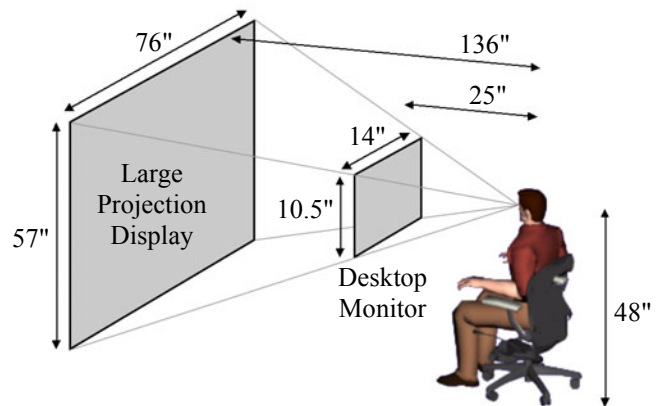 76"
136"
25"
14"
Large
Projection
Display
10.5"
57"
Desktop
Monitor
48"